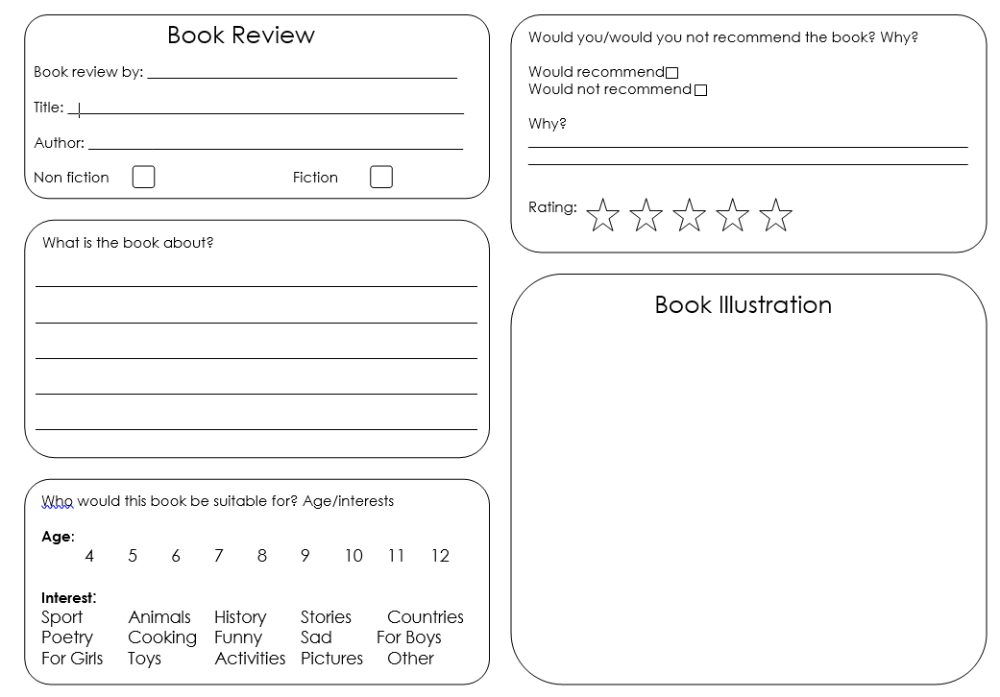 Book Review
Book review by:
Title:
Author:
Non fiction Fiction
What is the book about?
Who would this book be suitable for? Age/interests
Age:
4 5 6 7 8 9 10 11 12
Interest:
Sport Animals History Stories Countries
Poetry Cooking Funny Sad For Boys
For Girls Toys Activities Pictures Other
Would you/would you not recommend the book? Why?
Would recommend
Would not recommend
Why?
Rating:
Book Illustration